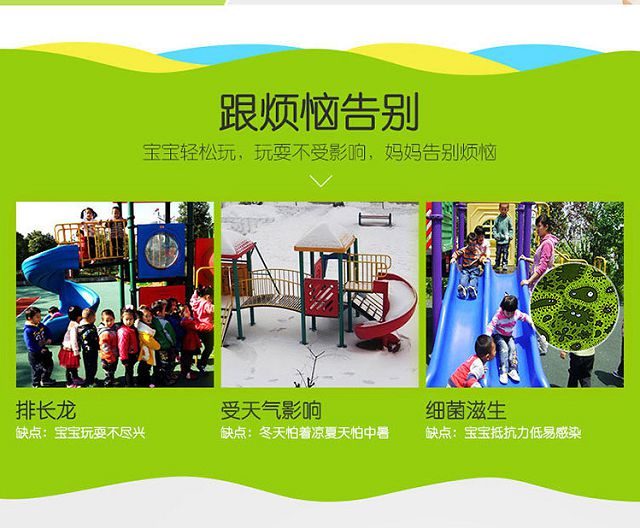 跟烦恼告别
宝宝轻松玩，玩耍不受影响，妈妈告别烦恼
排长龙
缺点：宝宝玩耍不尽兴
受天气影响
缺点：冬天怕着凉夏天怕中暑
细菌滋生
缺点：宝宝抵抗力低易感染